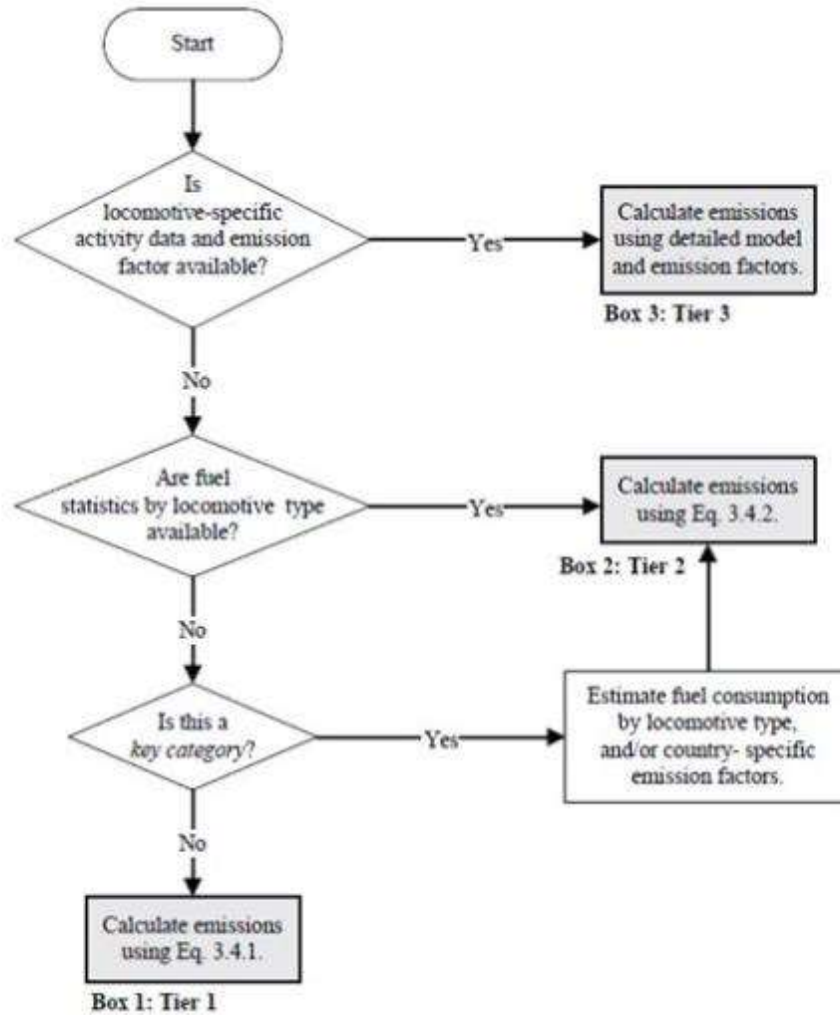 Start
Is
locomotive-specific
activity data and emission
factor available?
Yes
Calculate emissions
using detailed model
and emission factors.
Box 3: Tier 3
No
Are fuel
statistics by locomotive type
available?
Yes
Calculate emissions
using Eq. 3.4.2.
Box 2: Tier 2
No
Is this a
key category?
Yes
Estimate fuel consumption
by locomotive type,
and/or country- specific
emission factors.
No
Calculate emissions
using Eq. 3.4.1.
Box 1: Tier 1